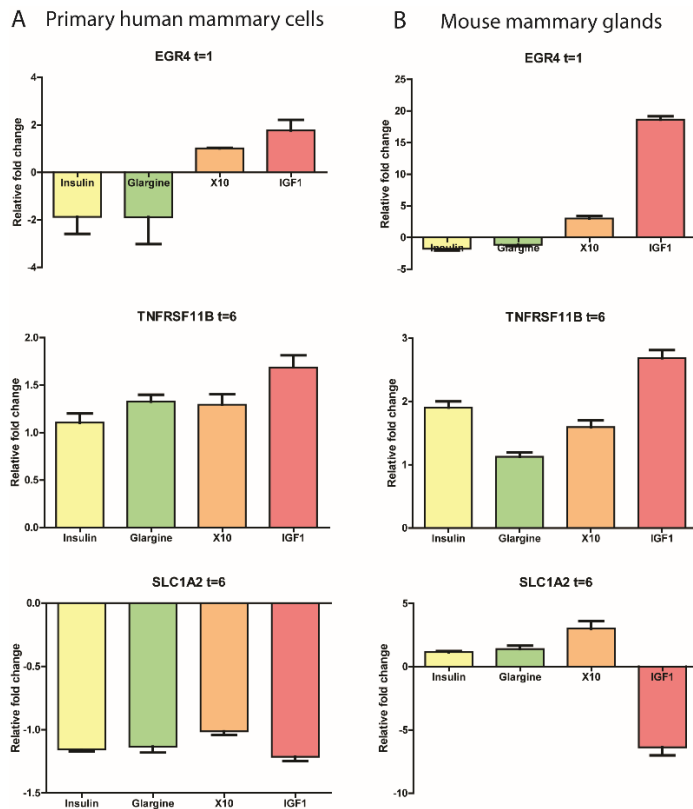 A Primary human mammary cells
EGR4 t=1
Relative fold change
4
2
0
-2
-4
Insulin Glargine X10 IGF1
TNFRSF11B t=6
Relative fold change
2.0
1.5
1.0
0.5
0.0
Insulin Glargine X10 IGF1
SLC1A2 t=6
Relative fold change
0.0
-0.5
-1.0
-1.5
Insulin Glargine X10 IGF1
B Mouse mammary glands
EGR4 t=1
Relative fold change
25
20
15
10
5
0
-5
Insulin Glargine X10 IGF1
TNFRSF11B t=6
Relative fold change
3
2
1
0
Insulin Glargine X10 IGF1
SLC1A2 t=6
Relative fold change
5
0
-5
-10
Insulin Glargine X10 IGF1